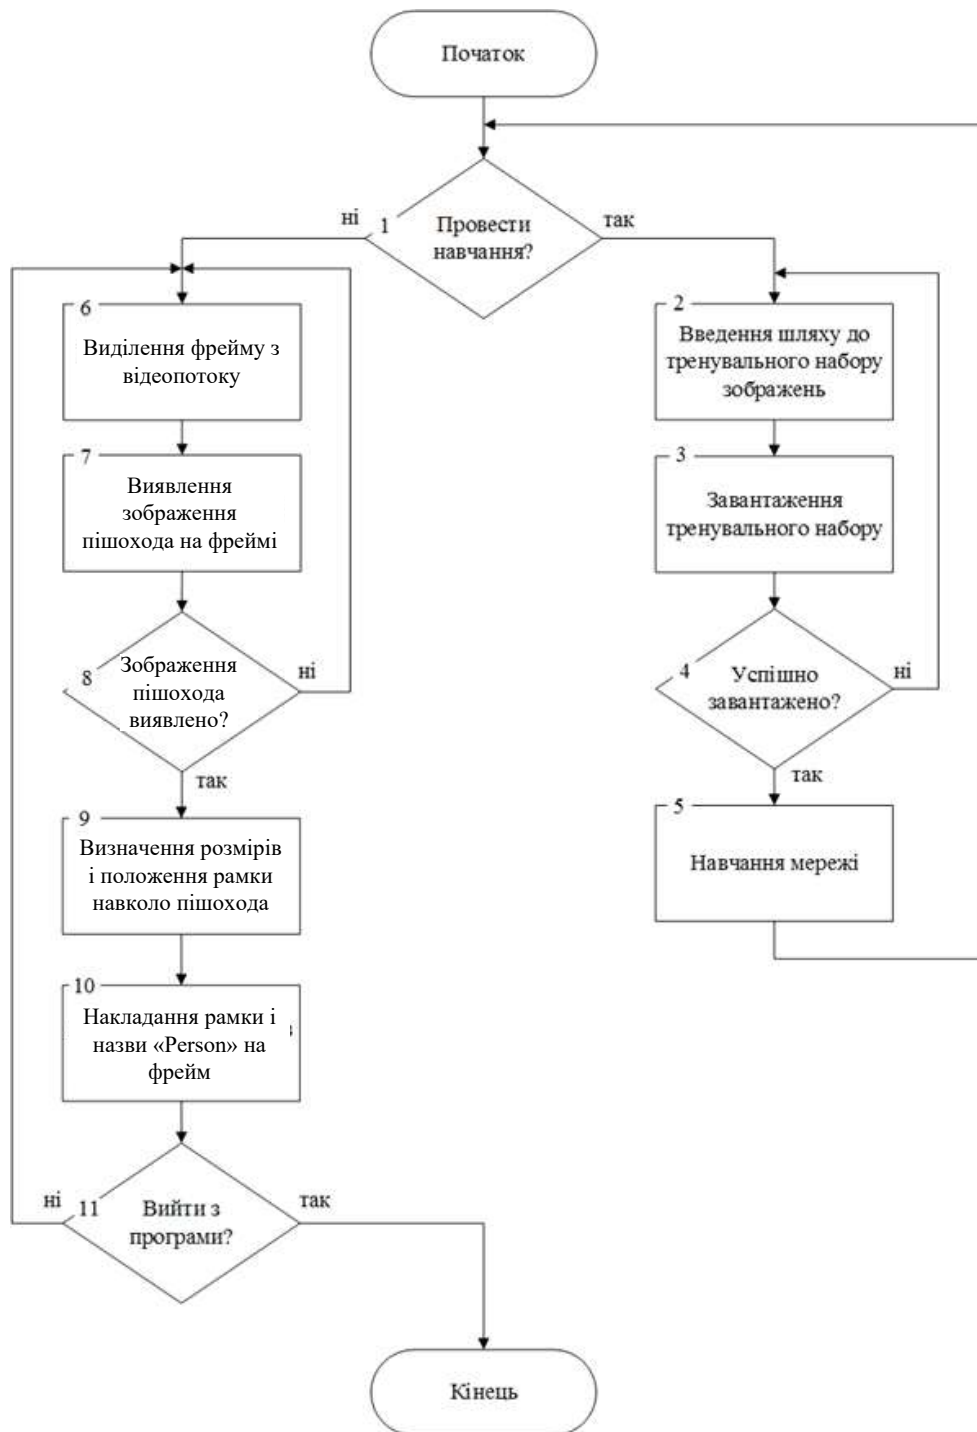 Початок
ні
1
Провести
навчання?
так
6
Виділення фрейму з
відеопотоку
2
Введення шляху до
тренувального набору
зображень
7
Виявлення
зображення
пішохода на фреймі
3
Завантаження
тренувального набору
8
Зображення
пішохода
виявлено?
ні
так
4
Успішно
завантажено?
ні
так
9
Визначення розмірів
і положення рамки
навколо пішохода
5
Навчання мережі
10
Накладання рамки і
назви «Person» на
фрейм
ні
11
Вийти з
програми?
так
Кінець